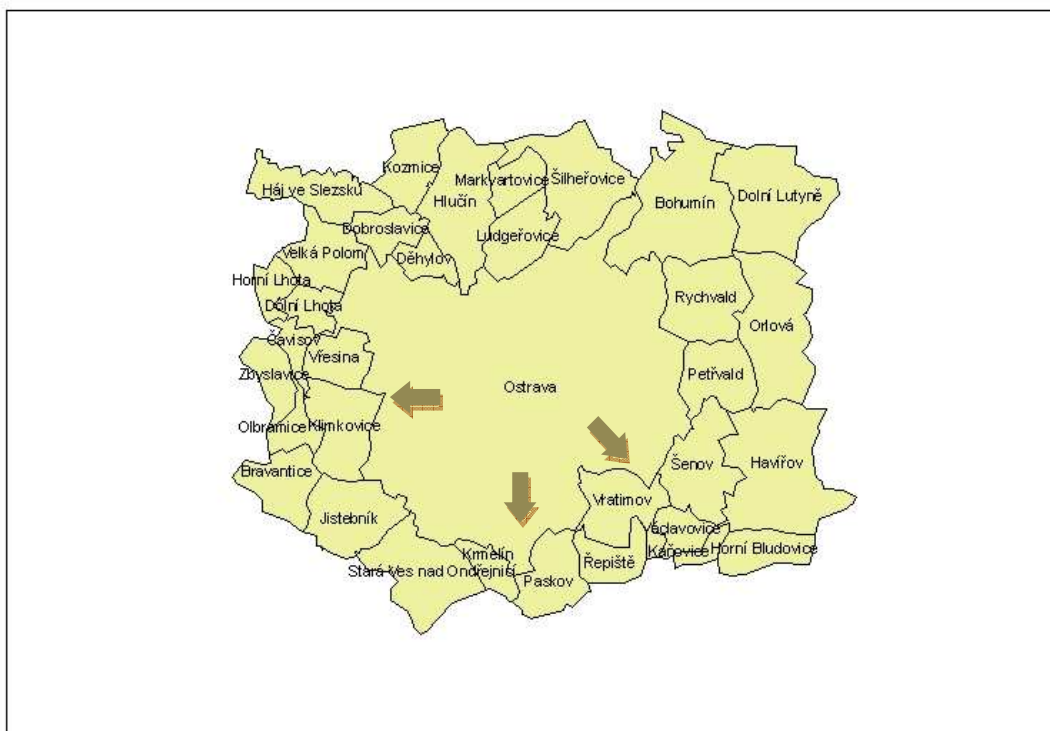 Kozmice
Markvartovice
Šilheřovice
Háj ve Slezsku
Hlučín
Bohumín
Dolní Lutyně
Dobroslavice
Ludgeřovice
Velká Polom
Děhylov
Horní Lhota
Dolní Lhota
Rychvald
Orlová
Čavisov
Vřesina
Zbyslavice
Petřvald
Ostrava
Olbramice
Klimkovice
Šenov
Havířov
Bravantice
Vratimov
Jistebník
Václavovice
Kaňovice
Horní Bludovice
Krmelín
Řepiště
Stará Ves nad Ondřejnicí
Paskov